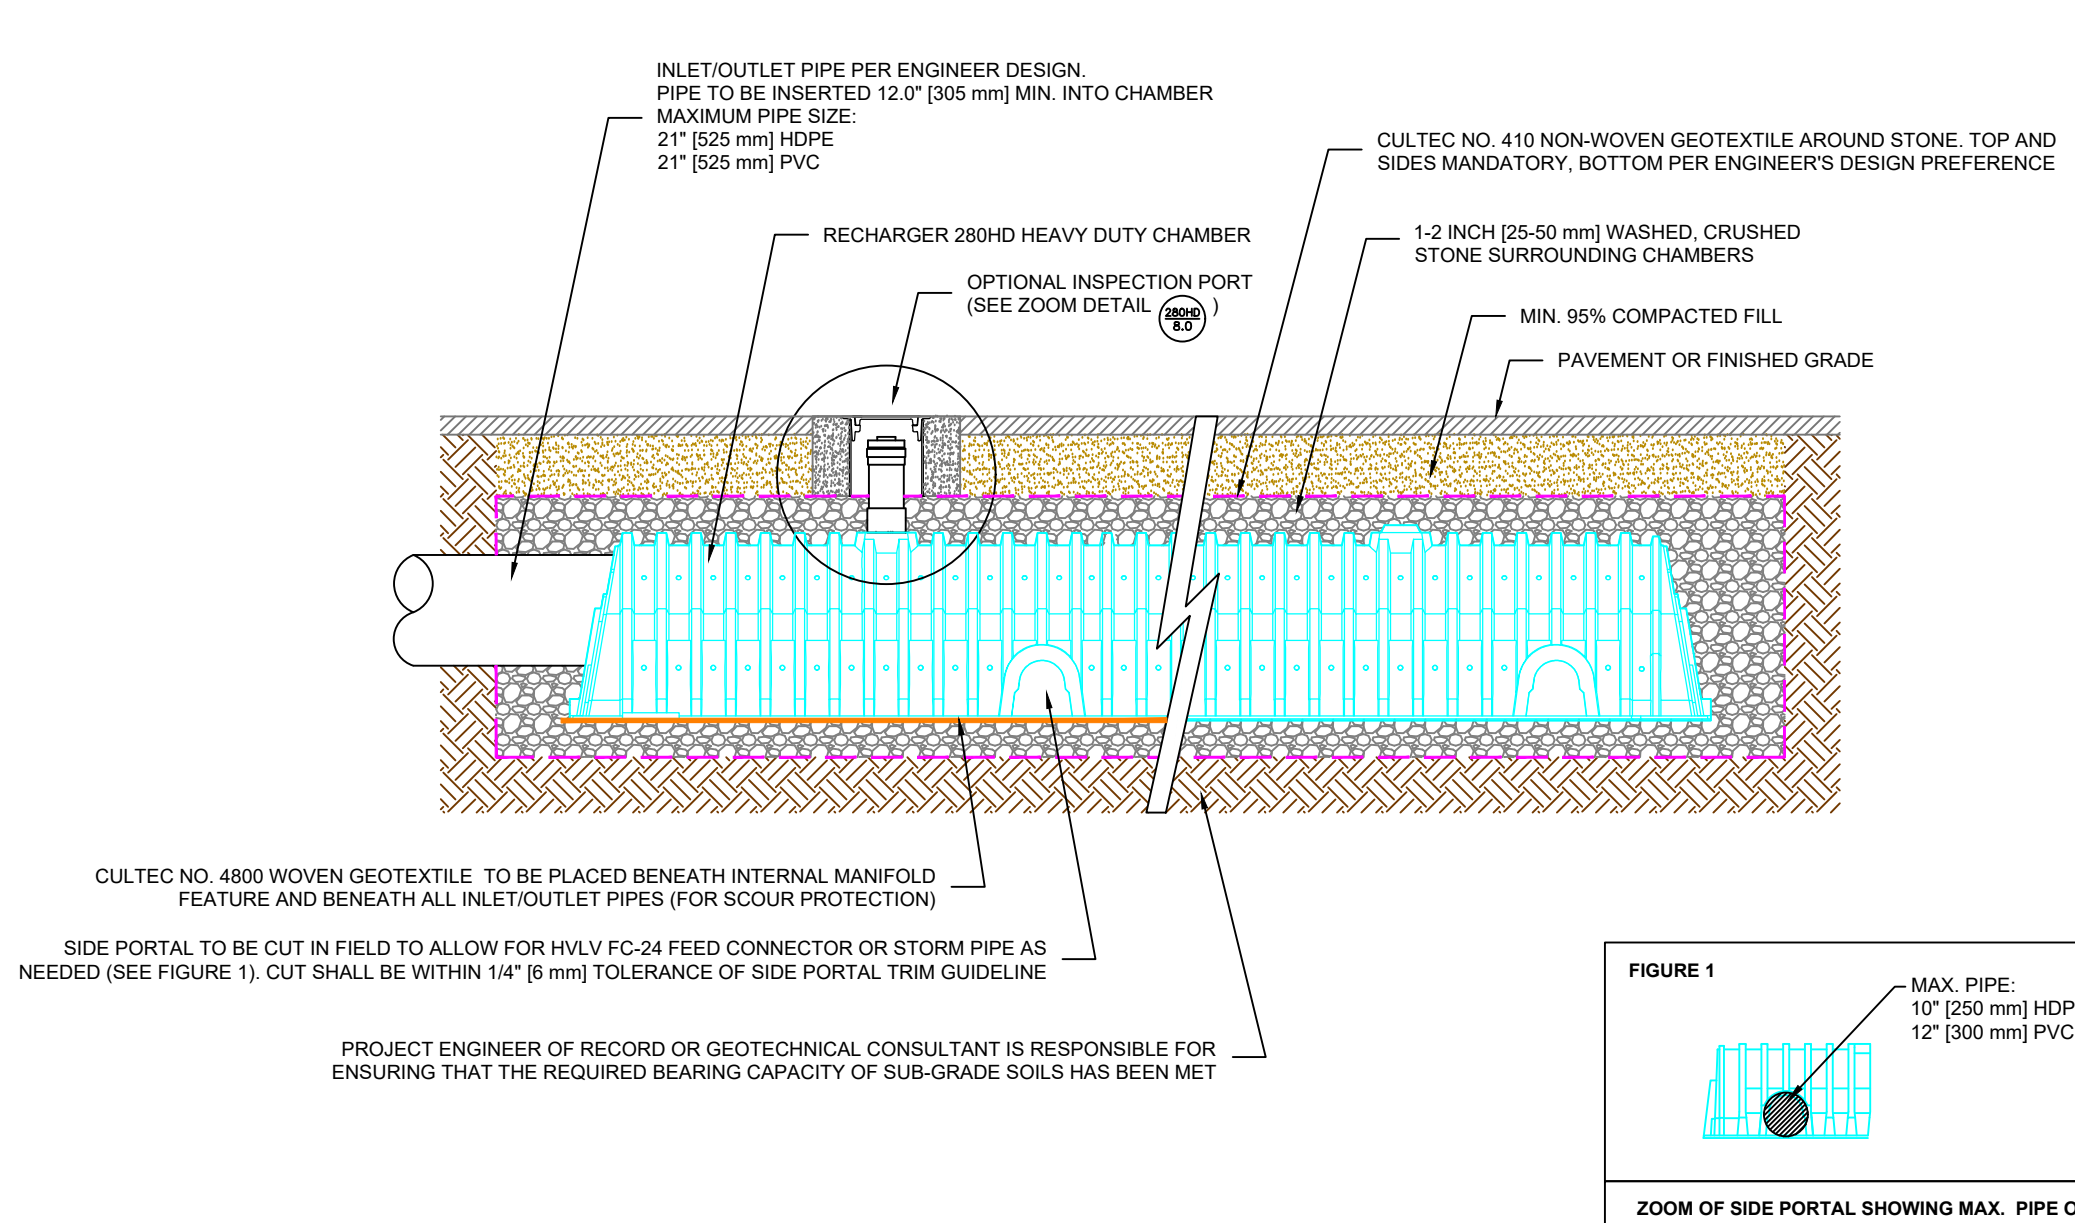 INLET/OUTLET PIPE PER ENGINEER DESIGN.
PIPE TO BE INSERTED 12.0" [305 mm] MIN. INTO CHAMBER
MAXIMUM PIPE SIZE:
21" [525 mm] HDPE
21" [525 mm] PVC
CULTEC NO. 410 NON-WOVEN GEOTEXTILE AROUND STONE. TOP AND
SIDES MANDATORY, BOTTOM PER ENGINEER'S DESIGN PREFERENCE
RECHARGER 280HD HEAVY DUTY CHAMBER
1-2 INCH [25-50 mm] WASHED, CRUSHED
STONE SURROUNDING CHAMBERS
OPTIONAL INSPECTION PORT
(SEE ZOOM DETAIL 280HD )
8.0
MIN. 95% COMPACTED FILL
PAVEMENT OR FINISHED GRADE
CULTEC NO. 4800 WOVEN GEOTEXTILE TO BE PLACED BENEATH INTERNAL MANIFOLD
FEATURE AND BENEATH ALL INLET/OUTLET PIPES (FOR SCOUR PROTECTION)
SIDE PORTAL TO BE CUT IN FIELD TO ALLOW FOR HVLV FC-24 FEED CONNECTOR OR STORM PIPE AS
NEEDED (SEE FIGURE 1). CUT SHALL BE WITHIN 1/4" [6 mm] TOLERANCE OF SIDE PORTAL TRIM GUIDELINE
PROJECT ENGINEER OF RECORD OR GEOTECHNICAL CONSULTANT IS RESPONSIBLE FOR
ENSURING THAT THE REQUIRED BEARING CAPACITY OF SUB-GRADE SOILS HAS BEEN MET
FIGURE 1
MAX. PIPE:
10" [250 mm] HDP
12" [300 mm] PVC
ZOOM OF SIDE PORTAL SHOWING MAX. PIPE O